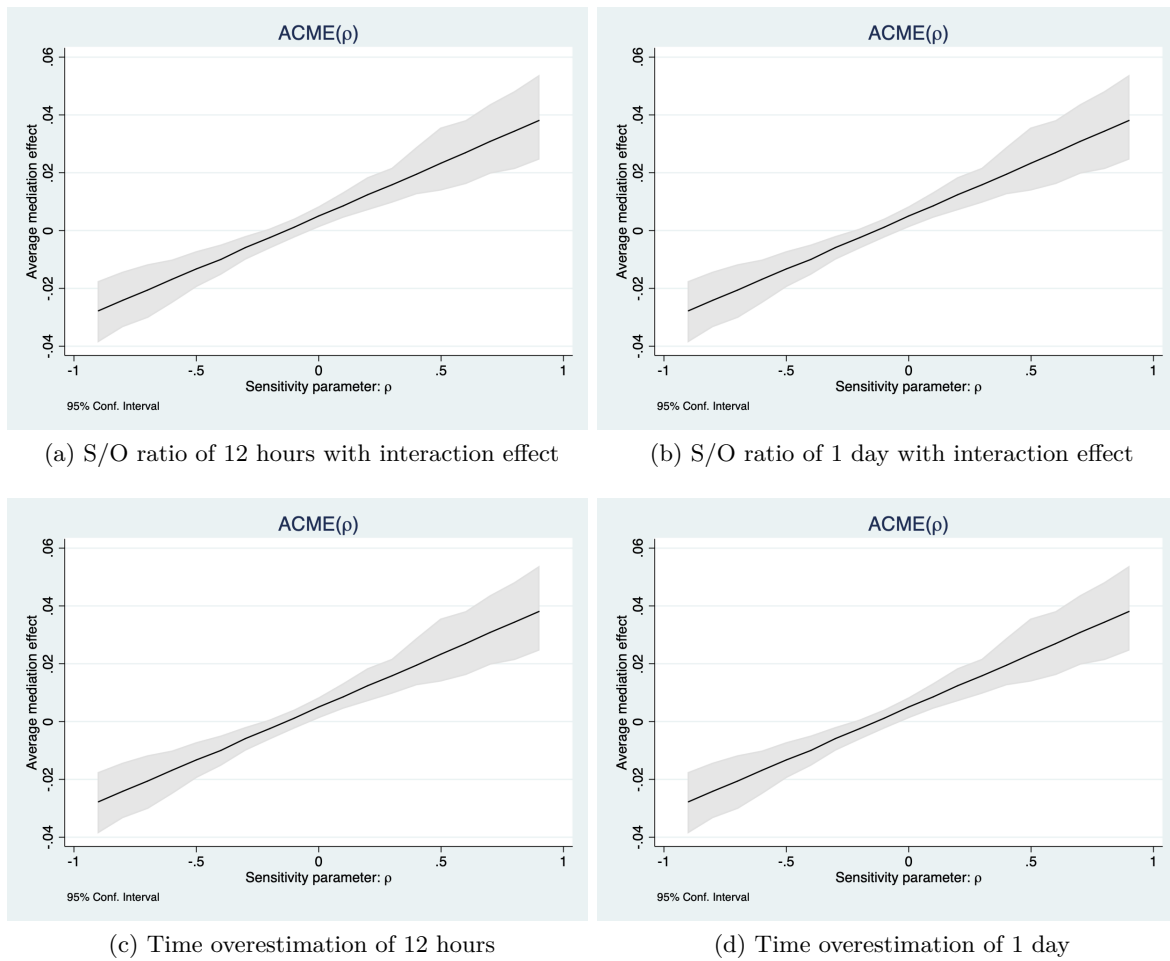 ACME(ρ)
Average mediation effect
.06
.04
.02
0
-.02
-.04
-1
-.5
0
.5
1
Sensitivity parameter: ρ
95% Conf. Interval
(a) S/O ratio of 12 hours with interaction effect
ACME(ρ)
Average mediation effect
.06
.04
.02
0
-.02
-.04
-1
-.5
0
.5
1
Sensitivity parameter: ρ
95% Conf. Interval
(b) S/O ratio of 1 day with interaction effect
ACME(ρ)
Average mediation effect
.06
.04
.02
0
-.02
-.04
-1
-.5
0
.5
1
Sensitivity parameter: ρ
95% Conf. Interval
(c) Time overestimation of 12 hours
ACME(ρ)
Average mediation effect
.06
.04
.02
0
-.02
-.04
-1
-.5
0
.5
1
Sensitivity parameter: ρ
95% Conf. Interval
(d) Time overestimation of 1 day